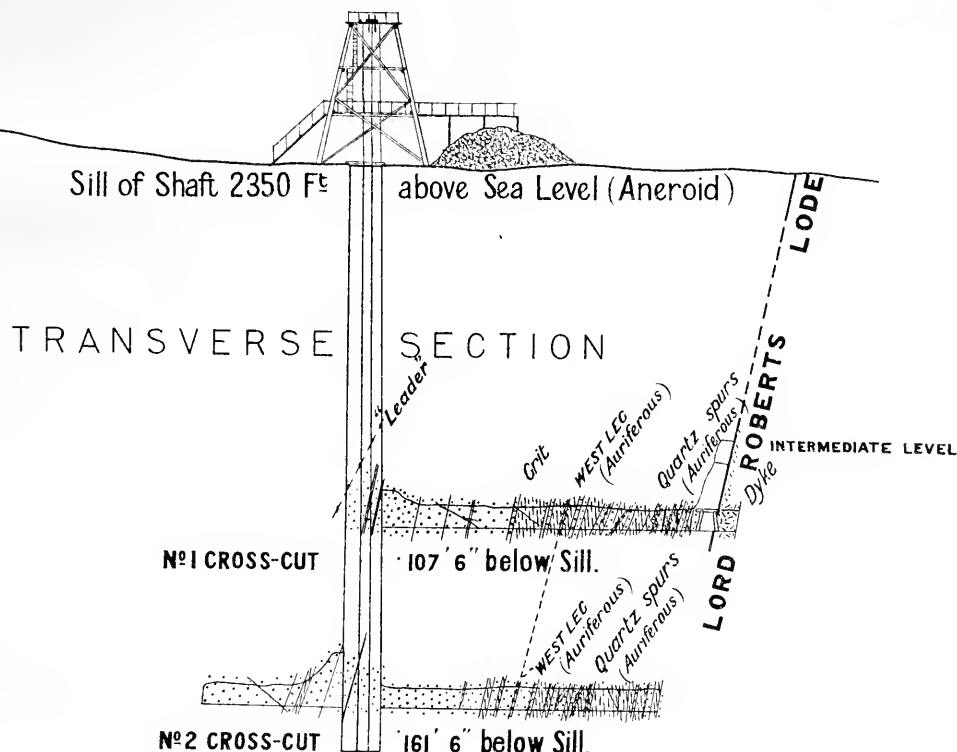 Sill of Shaft 2350 Ft above Sea Level (Aneroid)
TRANSVERSE SECTION
"Leader"
Grit
WEST LEG
(Auriferous)
Quartz spurs
(Auriferous)
LORD ROBERTS LODE
INTERMEDIATE LEVEL
Dyke
Nº1 CROSS-CUT 107' 6" below Sill.
WEST LEG
(Auriferous)
Quartz spurs
(Auriferous)
Nº2 CROSS-CUT 161' 6" below Sill.